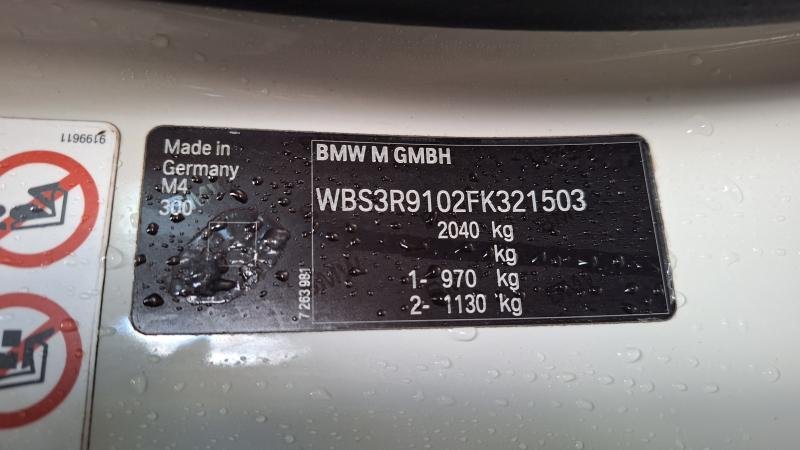 9199611
Made in
Germany
M4
300
7 263 981
BMW M GMBH
WBS3R9102FK321503
2040 kg
kg
1- 970 kg
2- 1130 kg